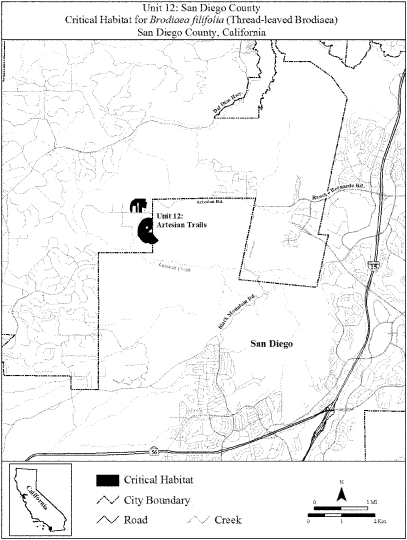 Unit 12: San Diego County
Critical Habitat for Brodiaea filifolia (Thread-leaved Brodiaea)
San Diego County, California
Del Dios Hwy.
Artesian Rd.
Rancho Bernardo Rd.
Unit 12:
Artesian Trails
15
Black Mountain Rd.
San Diego
56
California
Critical Habitat
City Boundary
Road
Creek
N
0 1 Mi
0 1 2 Km